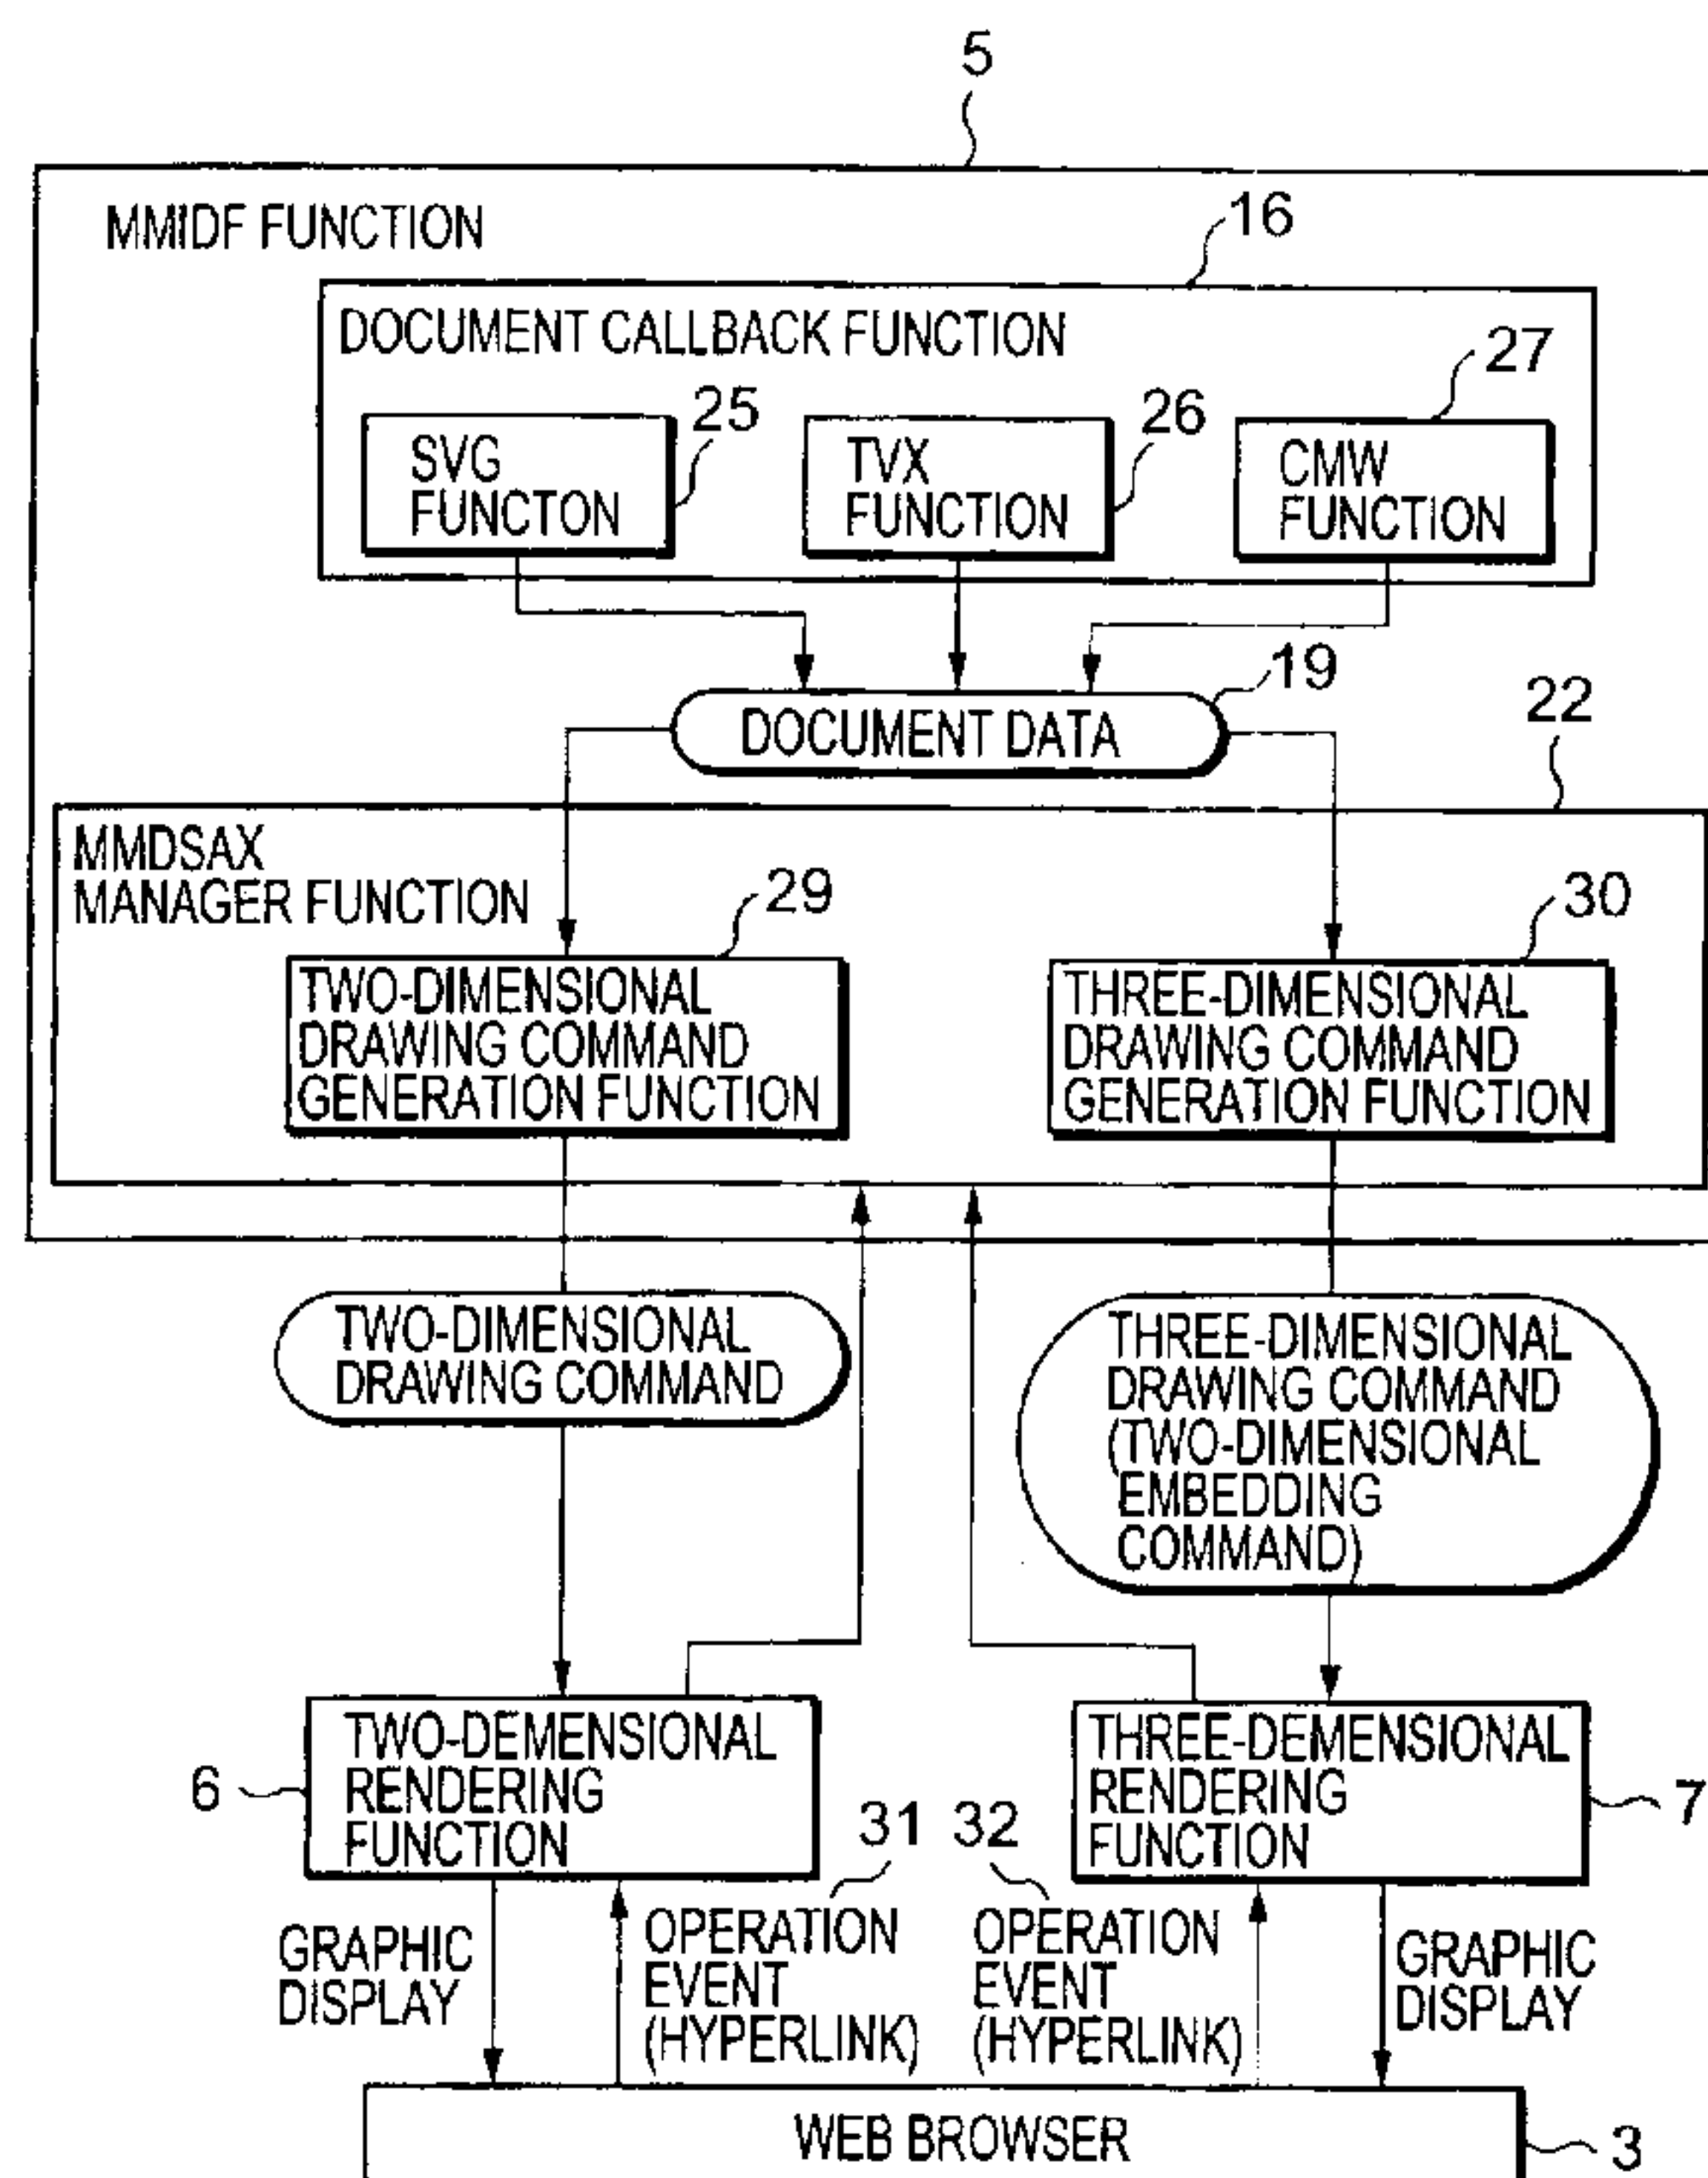 5
MMIDF FUNCTION
16
DOCUMENT CALLBACK FUNCTION
27
25
26
SVG
FUNCTON
TVX
FUNCTION
CMW
FUNCTION
19
DOCUMENT DATA
22
MMDSAX
MANAGER FUNCTION
29
30
TWO-DIMENSIONAL
DRAWING COMMAND
GENERATION FUNCTION
THREE-DIMENSIONAL
DRAWING COMMAND
GENERATION FUNCTION
TWO-DIMENSIONAL
DRAWING COMMAND
THREE-DIMENSIONAL
DRAWING COMMAND
(TWO-DIMENSIONAL
EMBEDDING
COMMAND)
6
TWO-DEMENSIONAL
RENDERING
FUNCTION
THREE-DEMENSIONAL
RENDERING
FUNCTION
7
31
32
GRAPHIC
DISPLAY
OPERATION
EVENT
(HYPERLINK)
OPERATION
EVENT
(HYPERLINK)
GRAPHIC
DISPLAY
WEB BROWSER
3